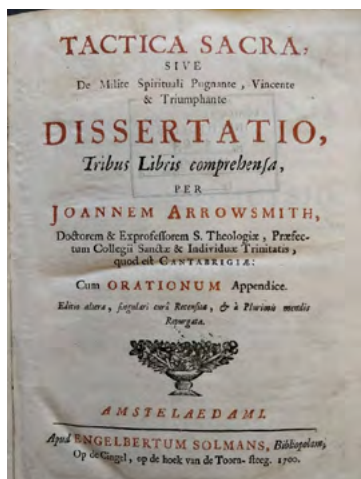 TACTICA SACRA,
SIVE
De Milite Spirituali Pugnante, Vincente
& Triumphante
DISSERTATIO,
Tribus Libris comprehensa,
PER
JOANNEM ARROWSMITH,
Doctorem & Exprofessorem S. Theologiæ, Præfec-
tum Collegii Sanctæ & Individuæ Trinitatis,
quod est CANTABRIGIÆ:
Cum ORATIONUM Appendice.
Editio altera, singulari curâ Recensita, & à Plurimis mendis
Repurgata.
AMSTELAEDAMI,
Apud ENGELBERTUM SOLMANS, Bibliopolam,
Op de Cingel, op de hoek van de Toorn-steeg. 1700.